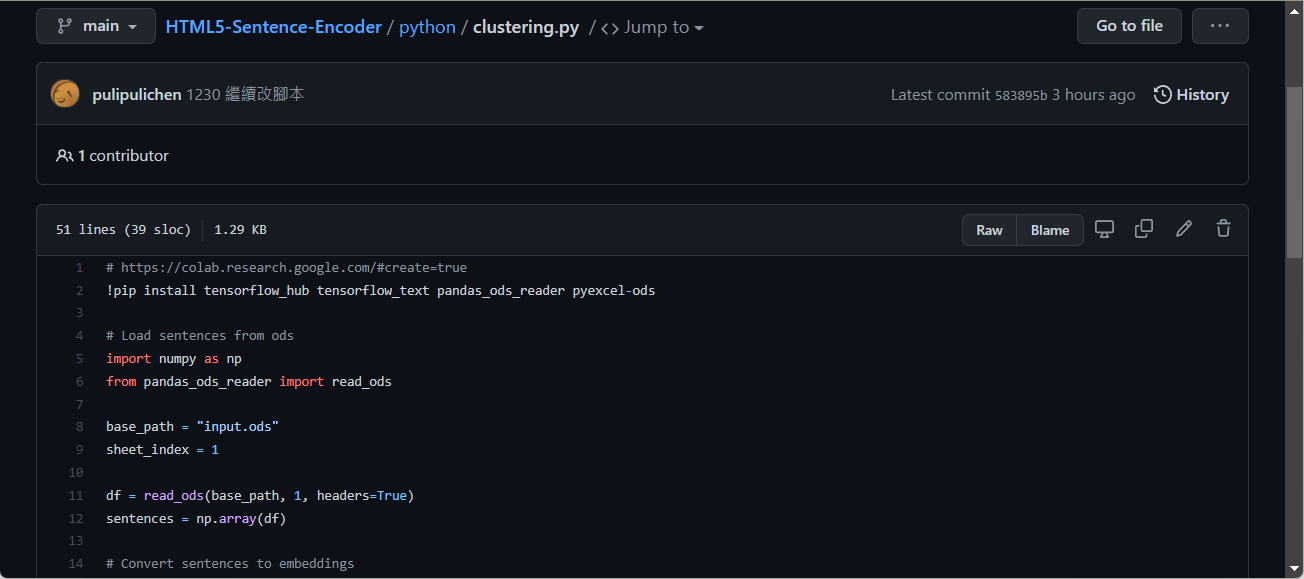 main HTML5-Sentence-Encoder / python / clustering.py / <> Jump to Go to file ...
pulipulichen 1230 繼續改腳本 Latest commit 583895b 3 hours ago History
1 contributor
51 lines (39 sloc) 1.29 KB Raw Blame
1 # https://colab.research.google.com/#create=true
2 !pip install tensorflow_hub tensorflow_text pandas_ods_reader pyexcel-ods
3
4 # Load sentences from ods
5 import numpy as np
6 from pandas_ods_reader import read_ods
7
8 base_path = "input.ods"
9 sheet_index = 1
10
11 df = read_ods(base_path, 1, headers=True)
12 sentences = np.array(df)
13
14 # Convert sentences to embeddings